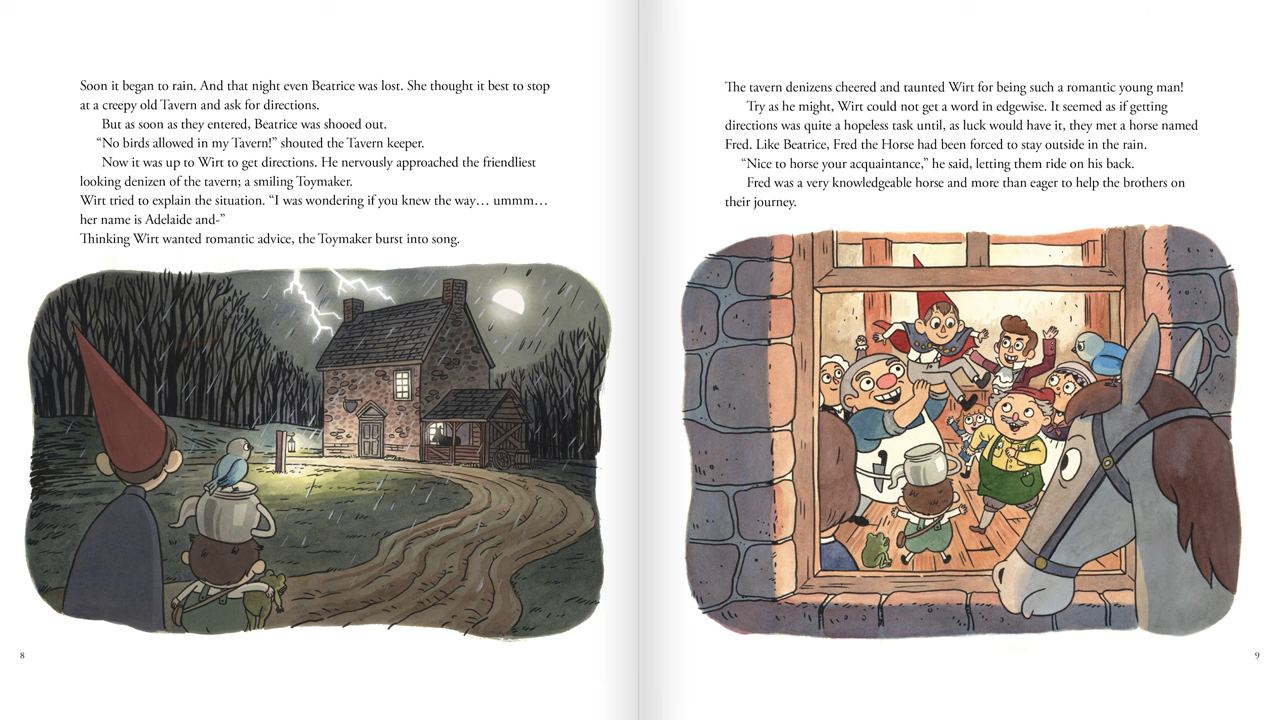 Soon it began to rain. And that night even Beatrice was lost. She thought it best to stop
at a creepy old Tavern and ask for directions.
But as soon as they entered, Beatrice was shooed out.
“No birds allowed in my Tavern!” shouted the Tavern keeper.
Now it was up to Wirt to get directions. He nervously approached the friendliest
looking denizen of the tavern; a smiling Toymaker.
Wirt tried to explain the situation. “I was wondering if you knew the way… ummm…
her name is Adelaide and-”
Thinking Wirt wanted romantic advice, the Toymaker burst into song.
8
The tavern denizens cheered and taunted Wirt for being such a romantic young man!
Try as he might, Wirt could not get a word in edgewise. It seemed as if getting
directions was quite a hopeless task until, as luck would have it, they met a horse named
Fred. Like Beatrice, Fred the Horse had been forced to stay outside in the rain.
“Nice to horse your acquaintance,” he said, letting them ride on his back.
Fred was a very knowledgeable horse and more than eager to help the brothers on
their journey.
9